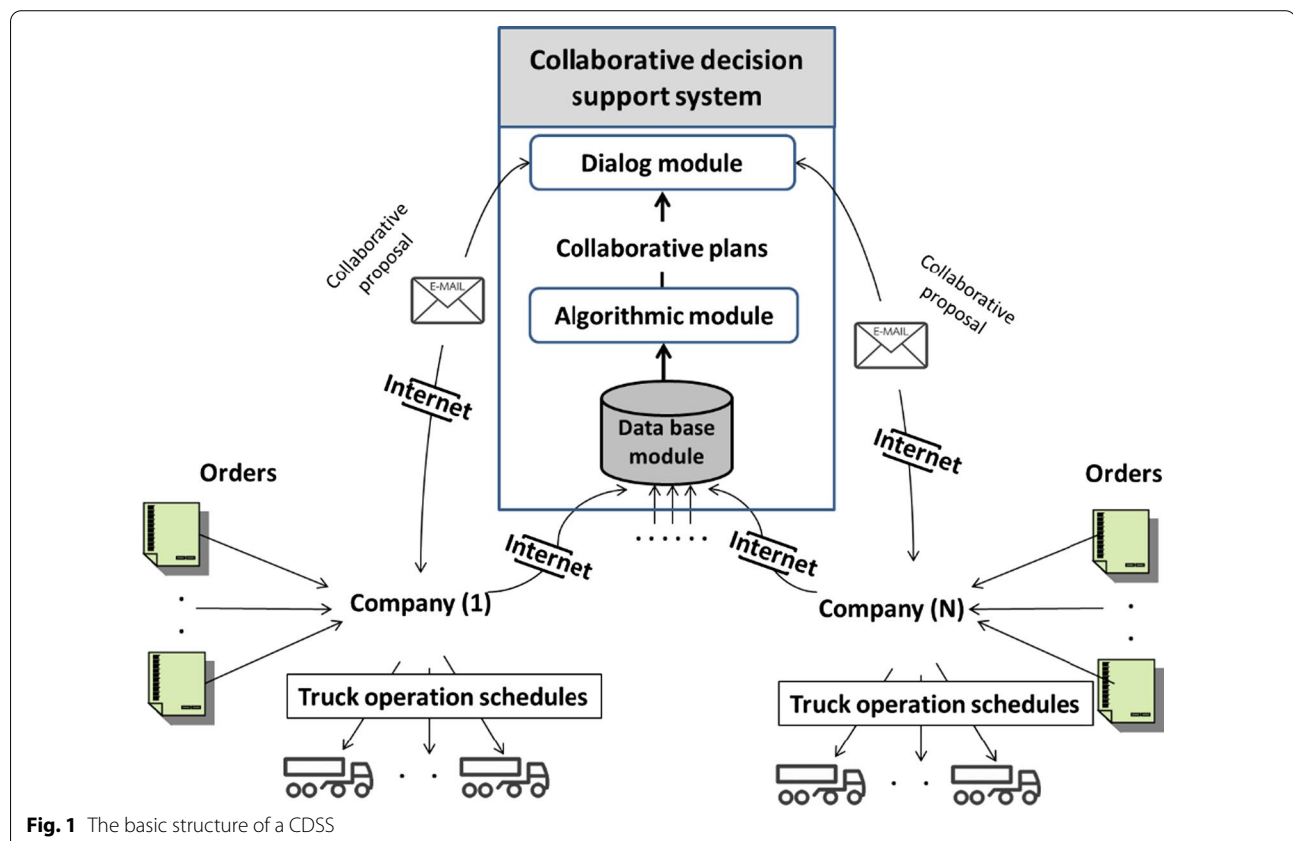 Collaborative decision
support system
Dialog module
Collaborative
proposal
Collaborative plans
Collaborative
proposal
E-MAIL
Algorithmic module
E-MAIL
Internet
Data base
module
Internet
Orders
Orders
Internet
Internet
Company (1)
Company (N)
Truck operation schedules
Truck operation schedules
Fig. 1 The basic structure of a CDSS